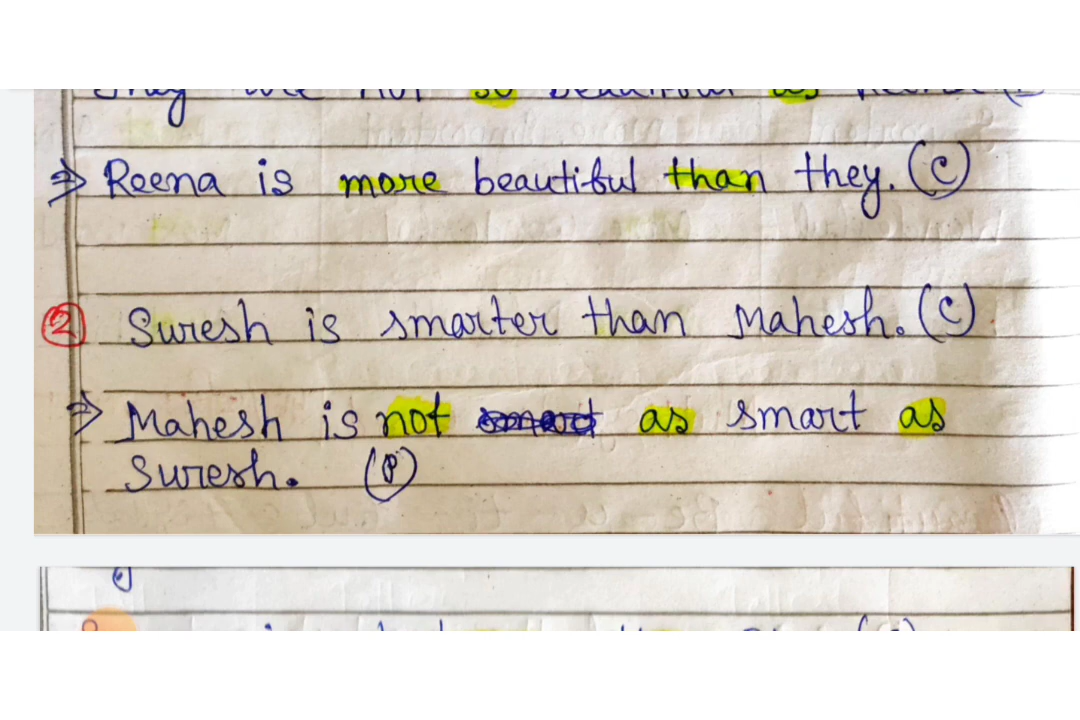 ⇒ Reena is more beautiful than they. (C)
② Suresh is smarter than Mahesh. (C)
⇒ Mahesh is not as smart as
Suresh. (P)